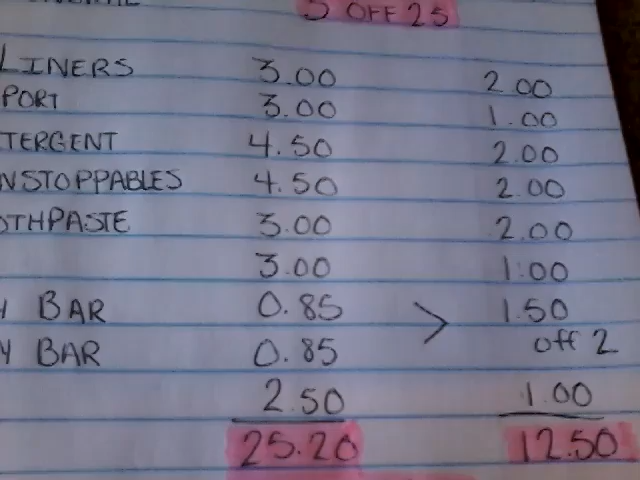 5 OFF 25
LINERS 3.00 2.00
PORT 3.00 1.00
TERGENT 4.50 2.00
NSTOPPABLES 4.50 2.00
OTHPASTE 3.00 2.00
3.00 1.00
BAR 0.85 > 1.50
Y BAR 0.85 off 2
2.50 1.00
25.20 12.50